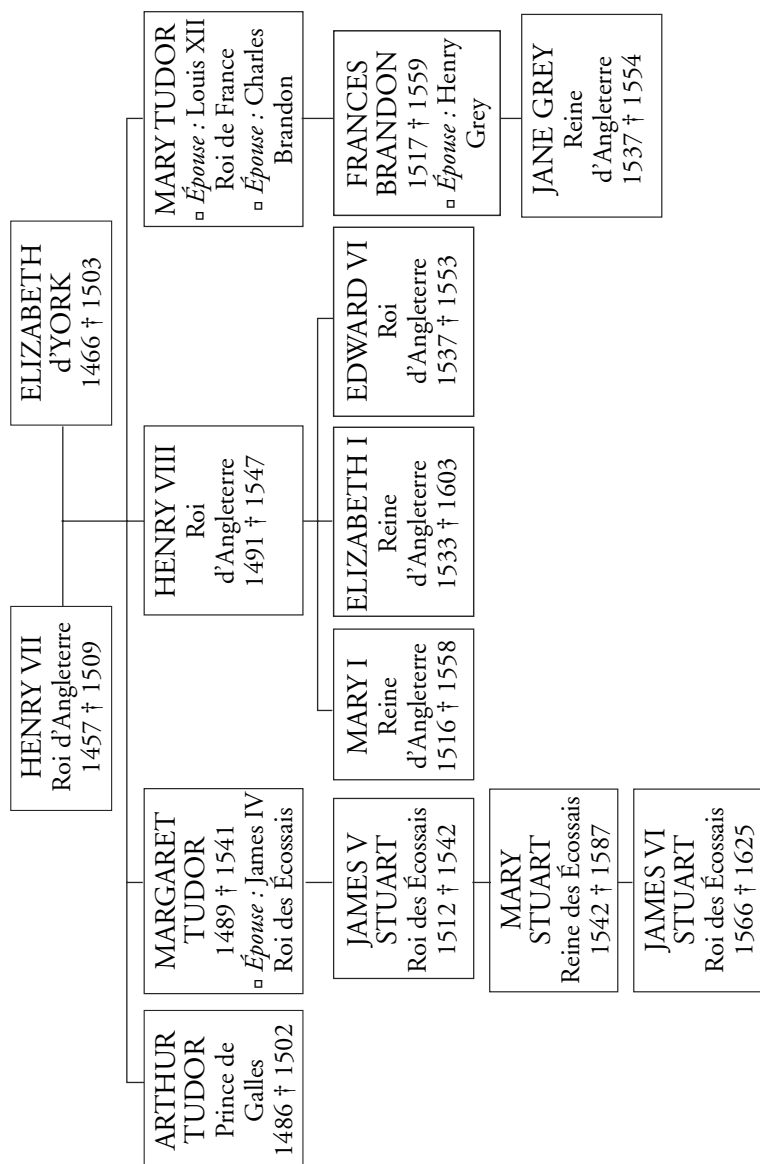 HENRY VII
Roi d'Angleterre
1457 † 1509
ELIZABETH
d'YORK
1466 † 1503
ARTHUR
TUDOR
Prince de
Galles
1486 † 1502
MARGARET
TUDOR
1489 † 1541
▫ Épouse : James IV
Roi des Écossais
HENRY VIII
Roi
d'Angleterre
1491 † 1547
MARY TUDOR
▫ Épouse : Louis XII
Roi de France
▫ Épouse : Charles
Brandon
JAMES V
STUART
Roi des Écossais
1512 † 1542
MARY I
Reine
d'Angleterre
1516 † 1558
ELIZABETH I
Reine
d'Angleterre
1533 † 1603
EDWARD VI
Roi
d'Angleterre
1537 † 1553
FRANCES
BRANDON
1517 † 1559
▫ Épouse : Henry
Grey
MARY
STUART
Reine des Écossais
1542 † 1587
JANE GREY
Reine
d'Angleterre
1537 † 1554
JAMES VI
STUART
Roi des Écossais
1566 † 1625